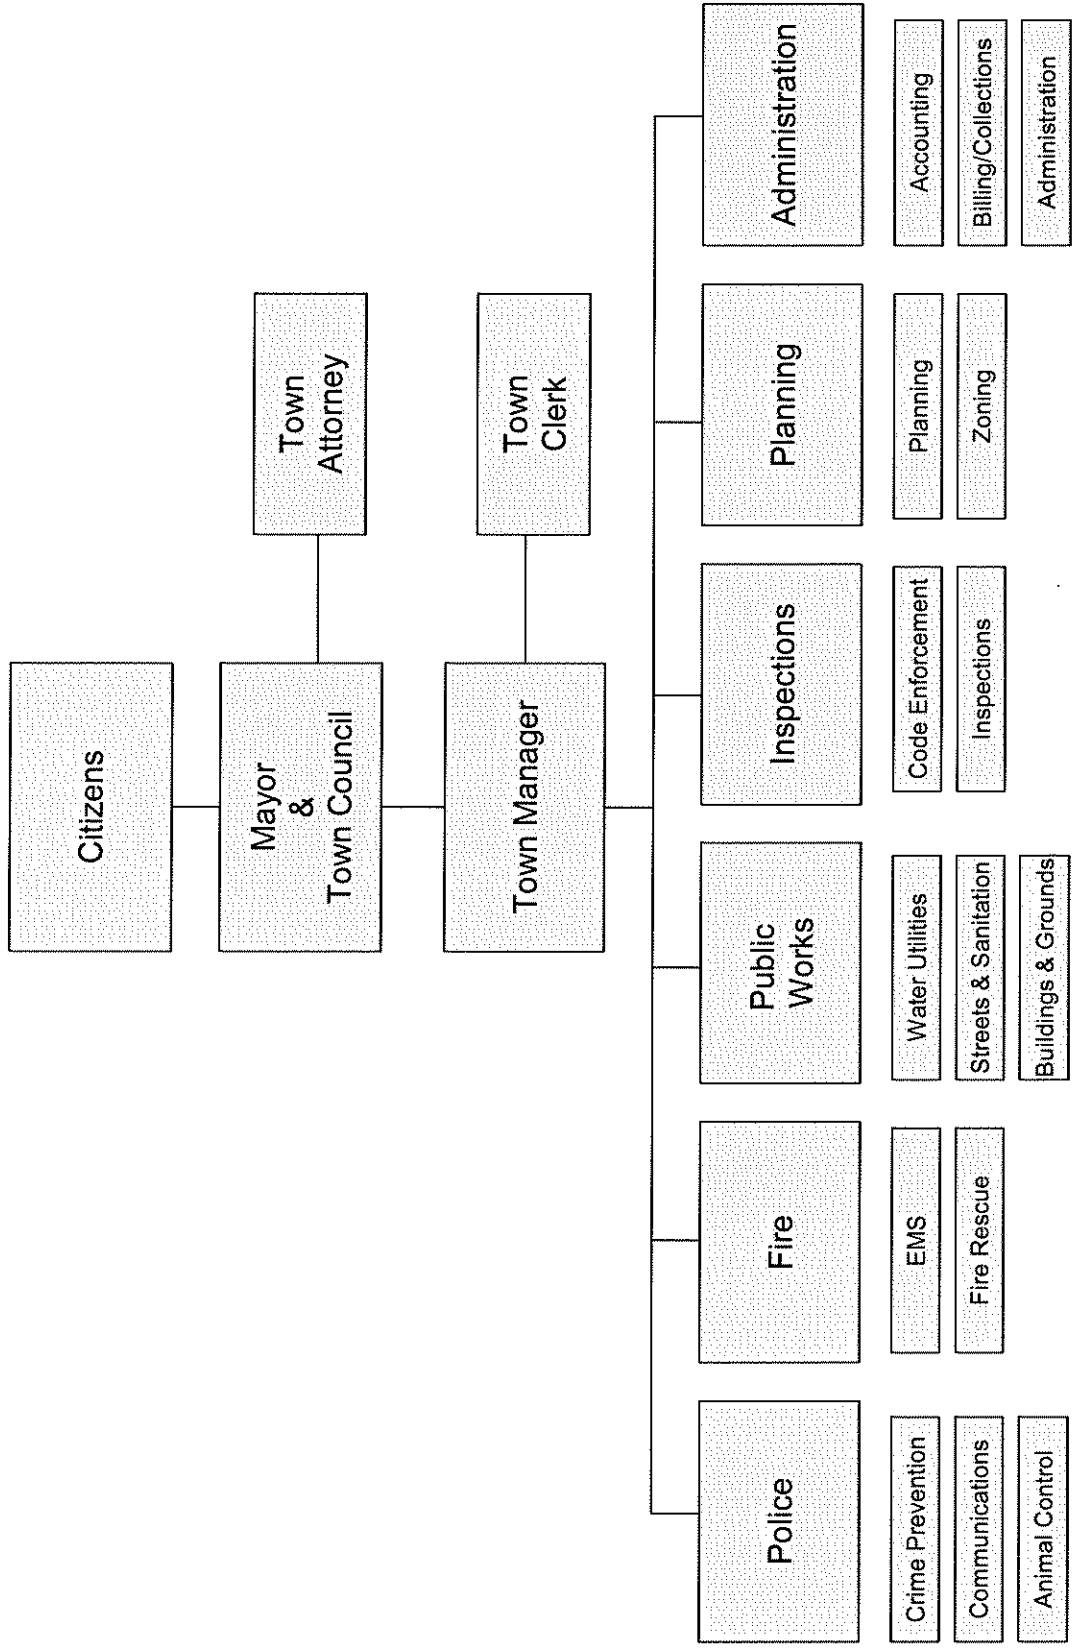 Citizens
Mayor
&
Town Council
Town
Attorney
Town Manager
Town
Clerk
Police
Fire
Public
Works
Inspections
Planning
Administration
Crime Prevention
Communications
Animal Control
EMS
Fire Rescue
Water Utilities
Streets & Sanitation
Buildings & Grounds
Code Enforcement
Inspections
Planning
Zoning
Accounting
Billing/Collections
Administration